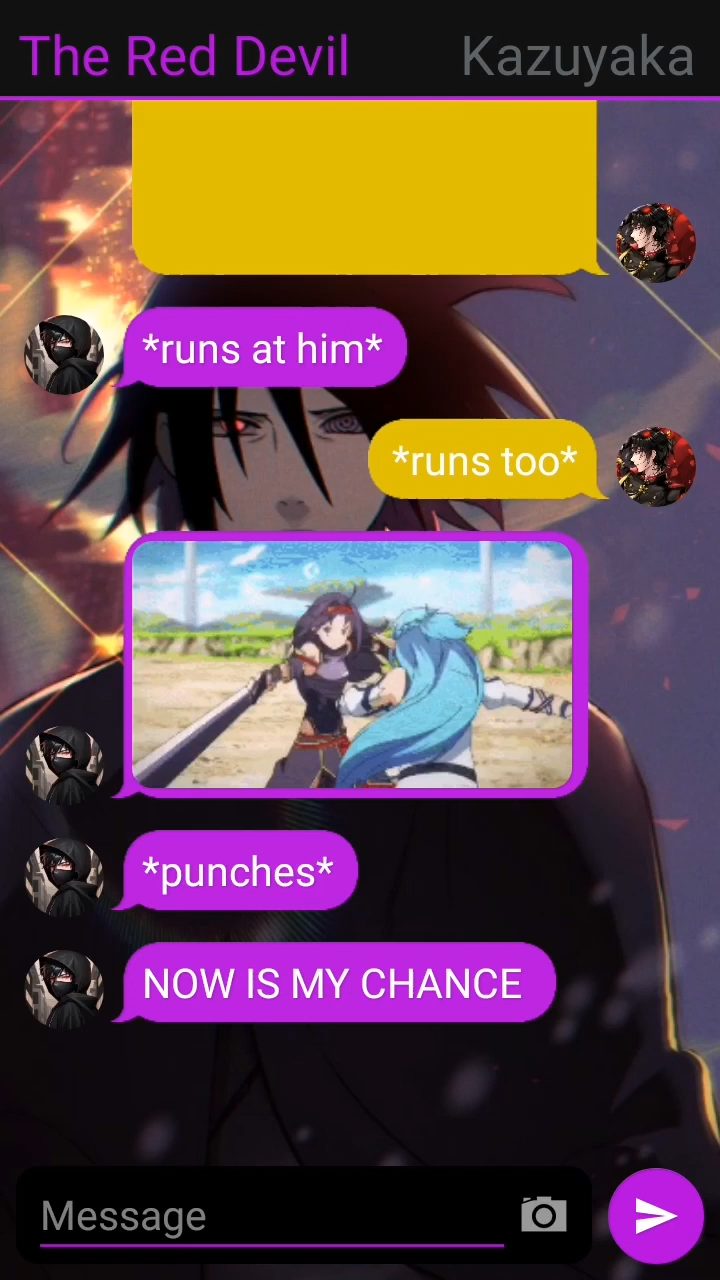 The Red Devil Kazuyaka
*runs at him*
*runs too*
*punches*
NOW IS MY CHANCE
Message